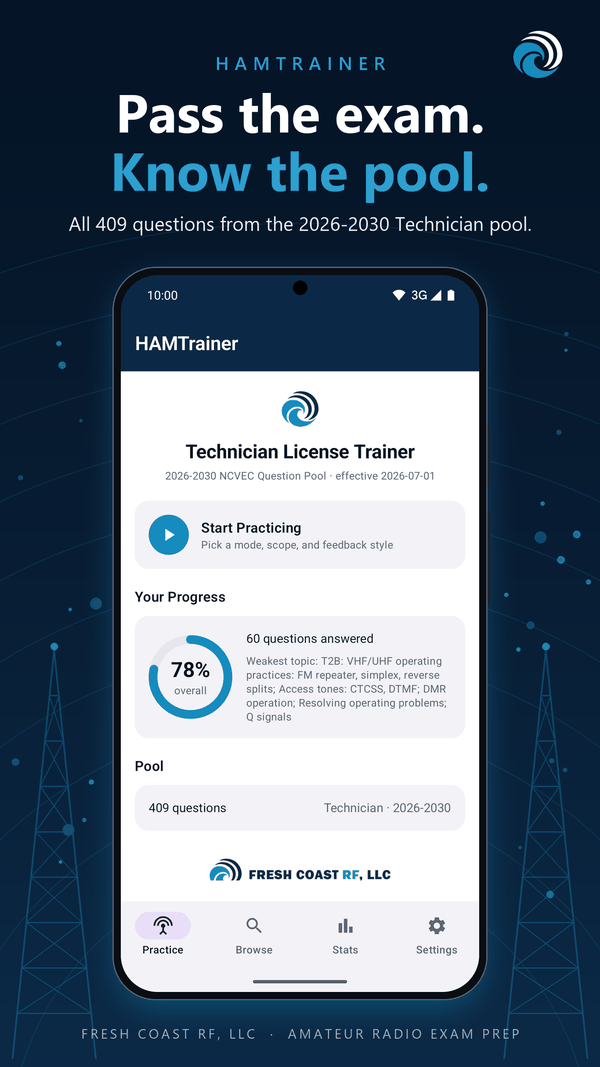 HAMTRAINER
Pass the exam.
Know the pool.
All 409 questions from the 2026-2030 Technician pool.
10:00
3G
HAMTrainer
Technician License Trainer
2026-2030 NCVEC Question Pool · effective 2026-07-01
Start Practicing
Pick a mode, scope, and feedback style
Your Progress
78%
overall
60 questions answered
Weakest topic: T2B: VHF/UHF operating
practices: FM repeater, simplex, reverse
splits; Access tones: CTCSS, DTMF; DMR
operation; Resolving operating problems;
Q signals
Pool
409 questions
Technician · 2026-2030
FRESH COAST RF, LLC
Practice
Browse
Stats
Settings
FRESH COAST RF, LLC · AMATEUR RADIO EXAM PREP